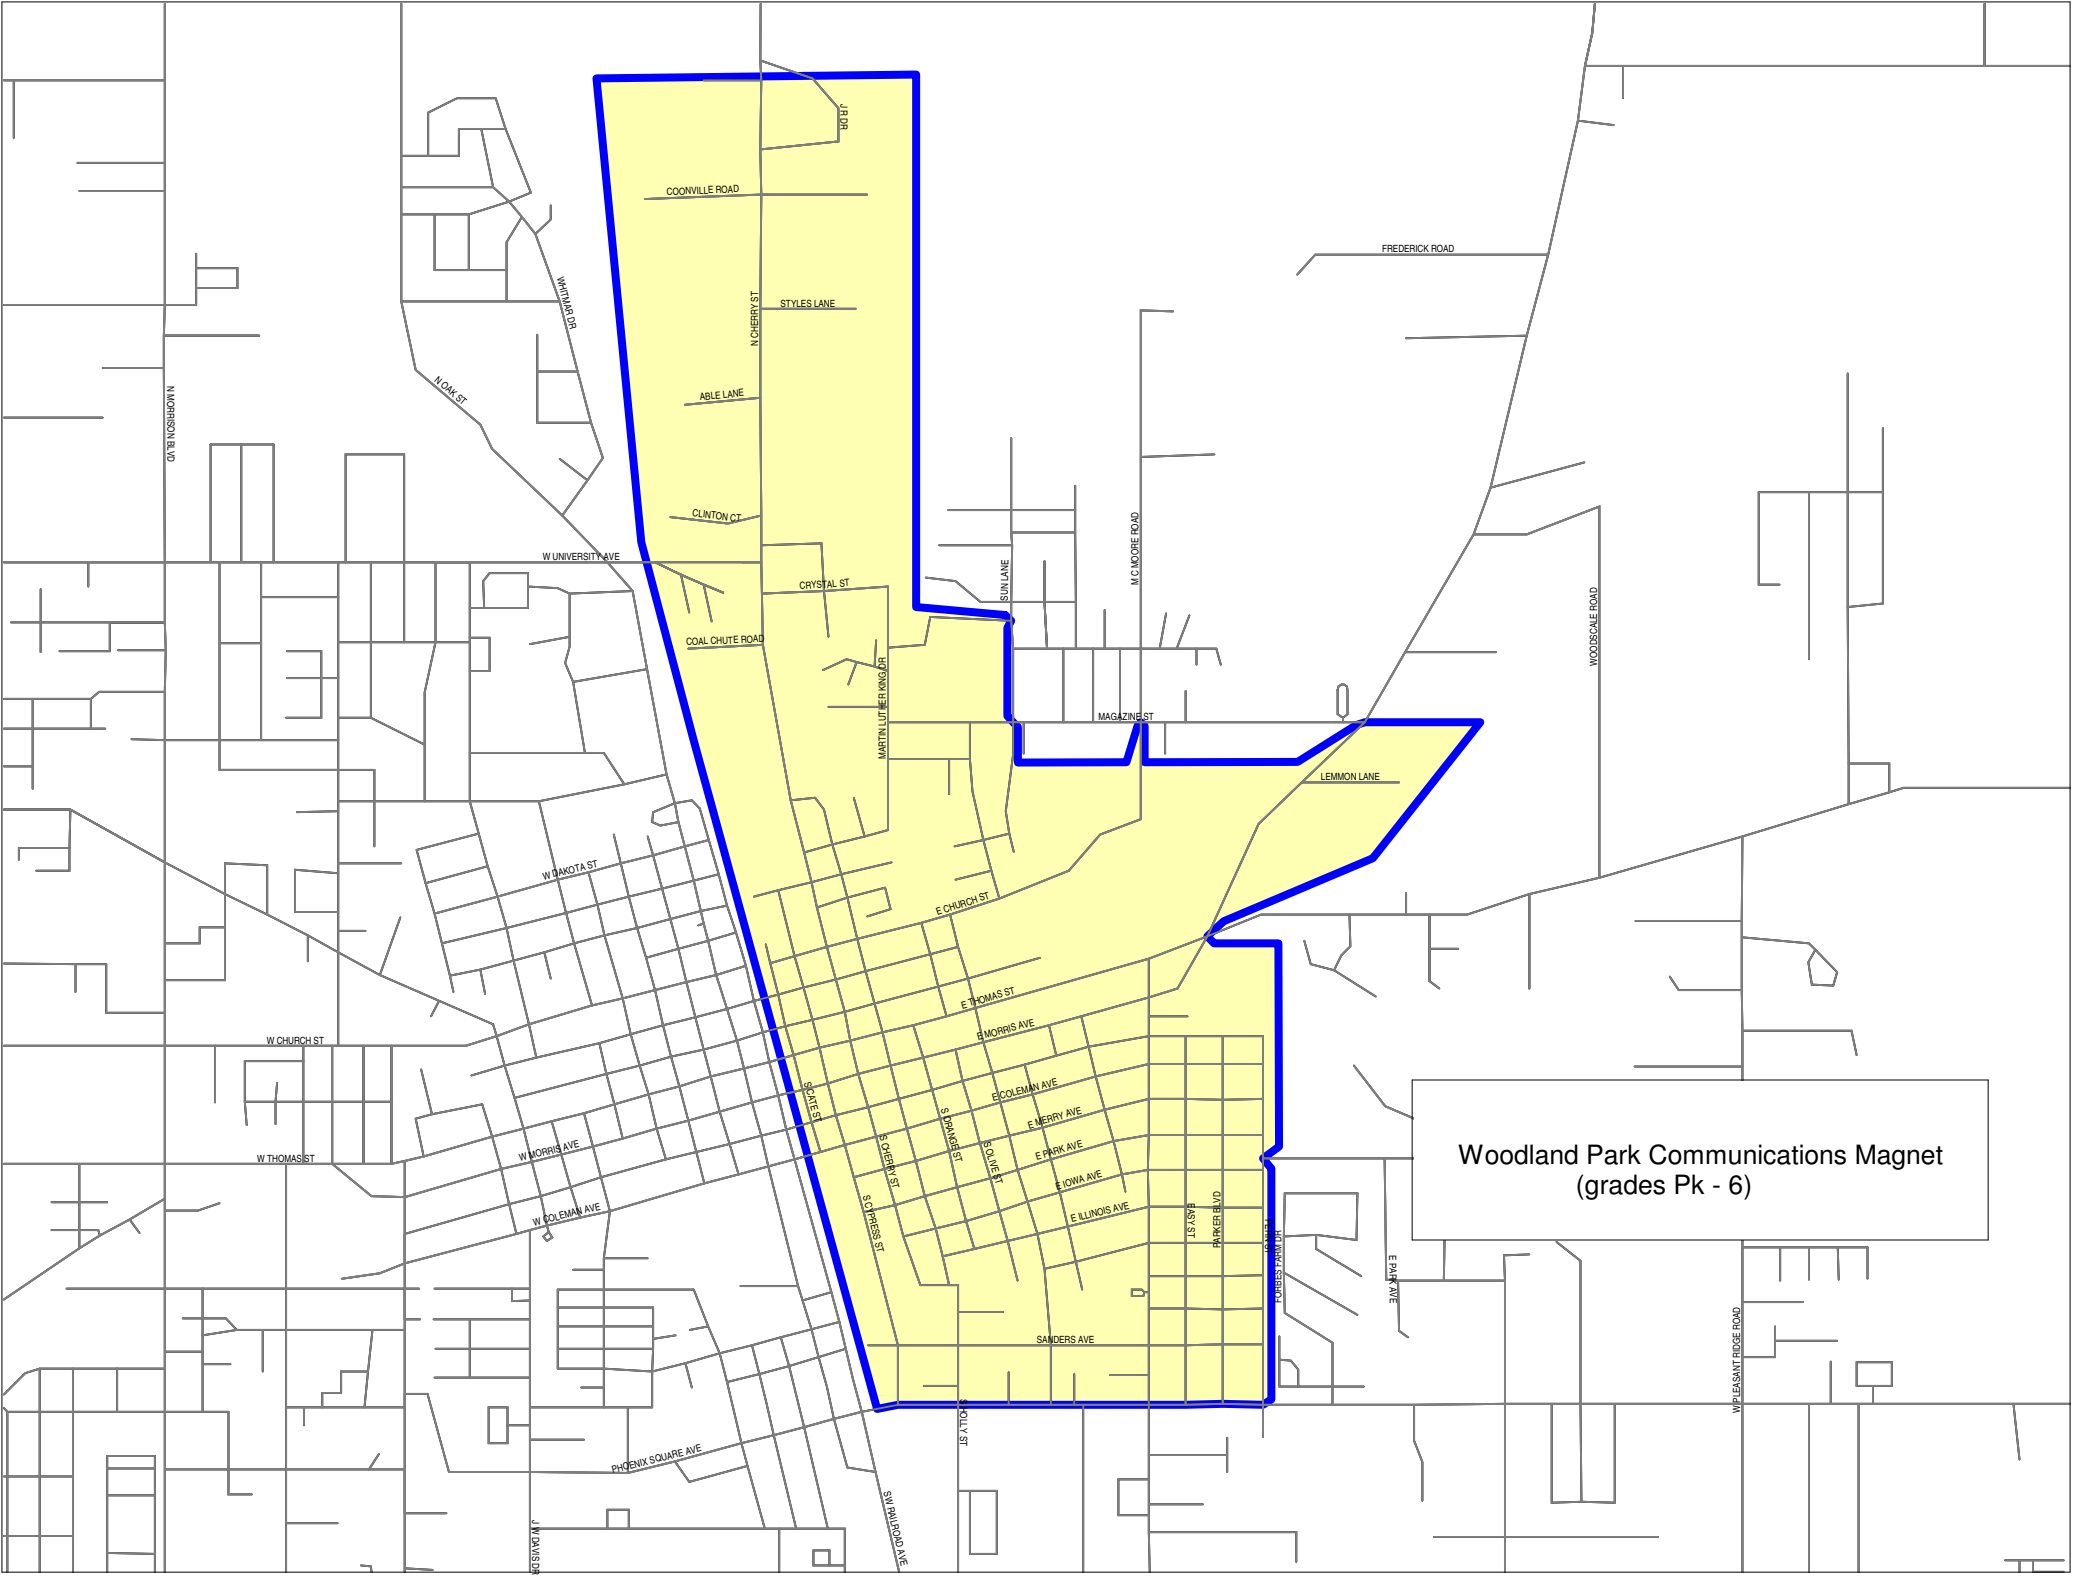 J R DR
COONVILLE ROAD
FREDERICK ROAD
WHITMAR DR
N CHERRY ST
STYLES LANE
N OAK ST
N MORRISON BLVD
ABLE LANE
CLINTON CT
M C MOORE ROAD
W UNIVERSITY AVE
SUN LANE
CRYSTAL ST
WOODSCALE ROAD
COAL CHUTE ROAD
MARTIN LUTHER KING DR
MAGAZINE ST
LEMMON LANE
W DAKOTA ST
E CHURCH ST
E THOMAS ST
E MORRIS AVE
W CHURCH ST
S CATE ST
E COLEMAN AVE
S ORANGE ST
E MERRY AVE
S CHERRY ST
S OLIVE ST
E PARK AVE
W MORRIS AVE
W THOMAS ST
Woodland Park Communications Magnet
(grades Pk - 6)
E IOWA AVE
S CYPRESS ST
W COLEMAN AVE
E ILLINOIS AVE
EASY ST
PARKER BLVD
FORBES FARM DR
E PARK AVE
SANDERS AVE
W PLEASANT RIDGE ROAD
S HOLLY ST
PHOENIX SQUARE AVE
SW RAILROAD AVE
J W DAVIS DR